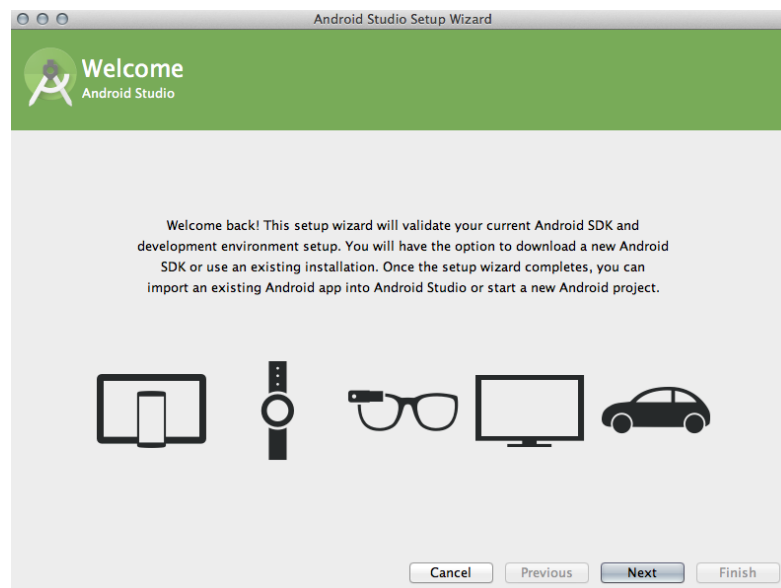 Android Studio Setup Wizard
Welcome
Android Studio
Welcome back! This setup wizard will validate your current Android SDK and
development environment setup. You will have the option to download a new Android
SDK or use an existing installation. Once the setup wizard completes, you can
import an existing Android app into Android Studio or start a new Android project.
Cancel Previous Next Finish